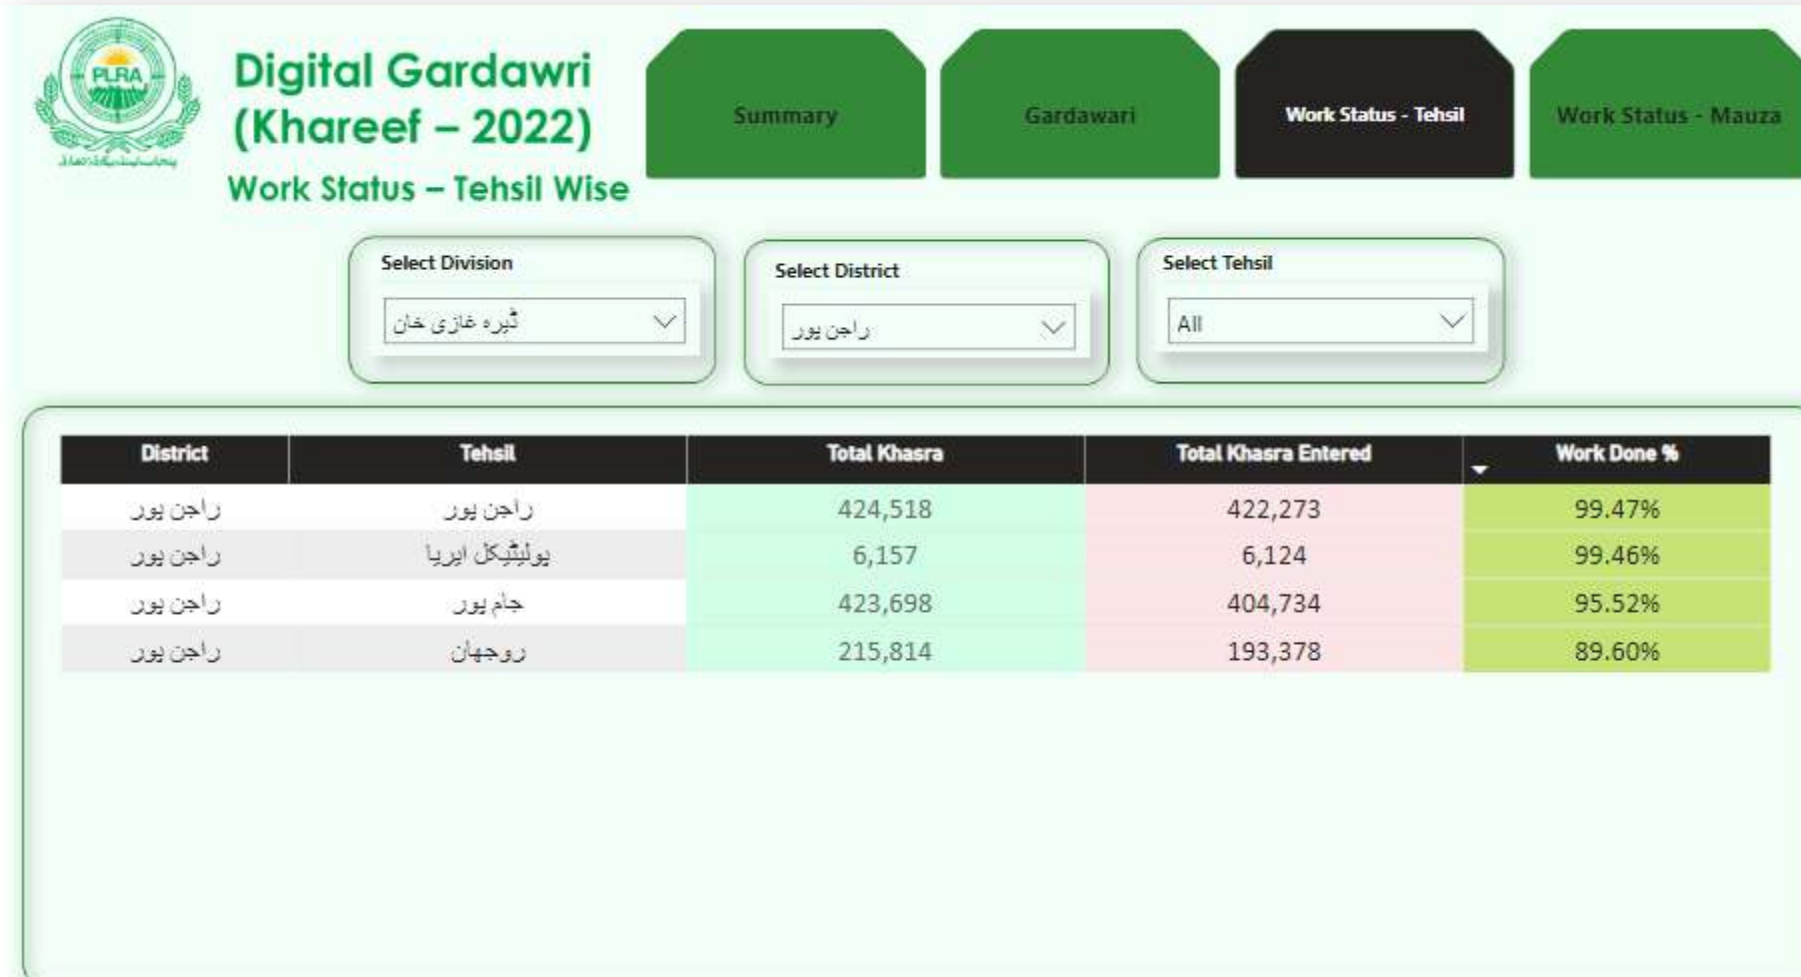 PLRA
Digital Gardawri
(Khareef – 2022)
Work Status – Tehsil Wise
Summary
Gardawari
Work Status - Tehsil
Work Status - Mauza
Select Division
ڈیرہ غازی خان
Select District
راجن پور
Select Tehsil
All
District Tehsil Total Khasra Total Khasra Entered Work Done %
راجن پور راجن پور 424,518 422,273 99.47%
راجن پور پولیٹیکل ایریا 6,157 6,124 99.46%
راجن پور جام پور 423,698 404,734 95.52%
راجن پور روجھان 215,814 193,378 89.60%